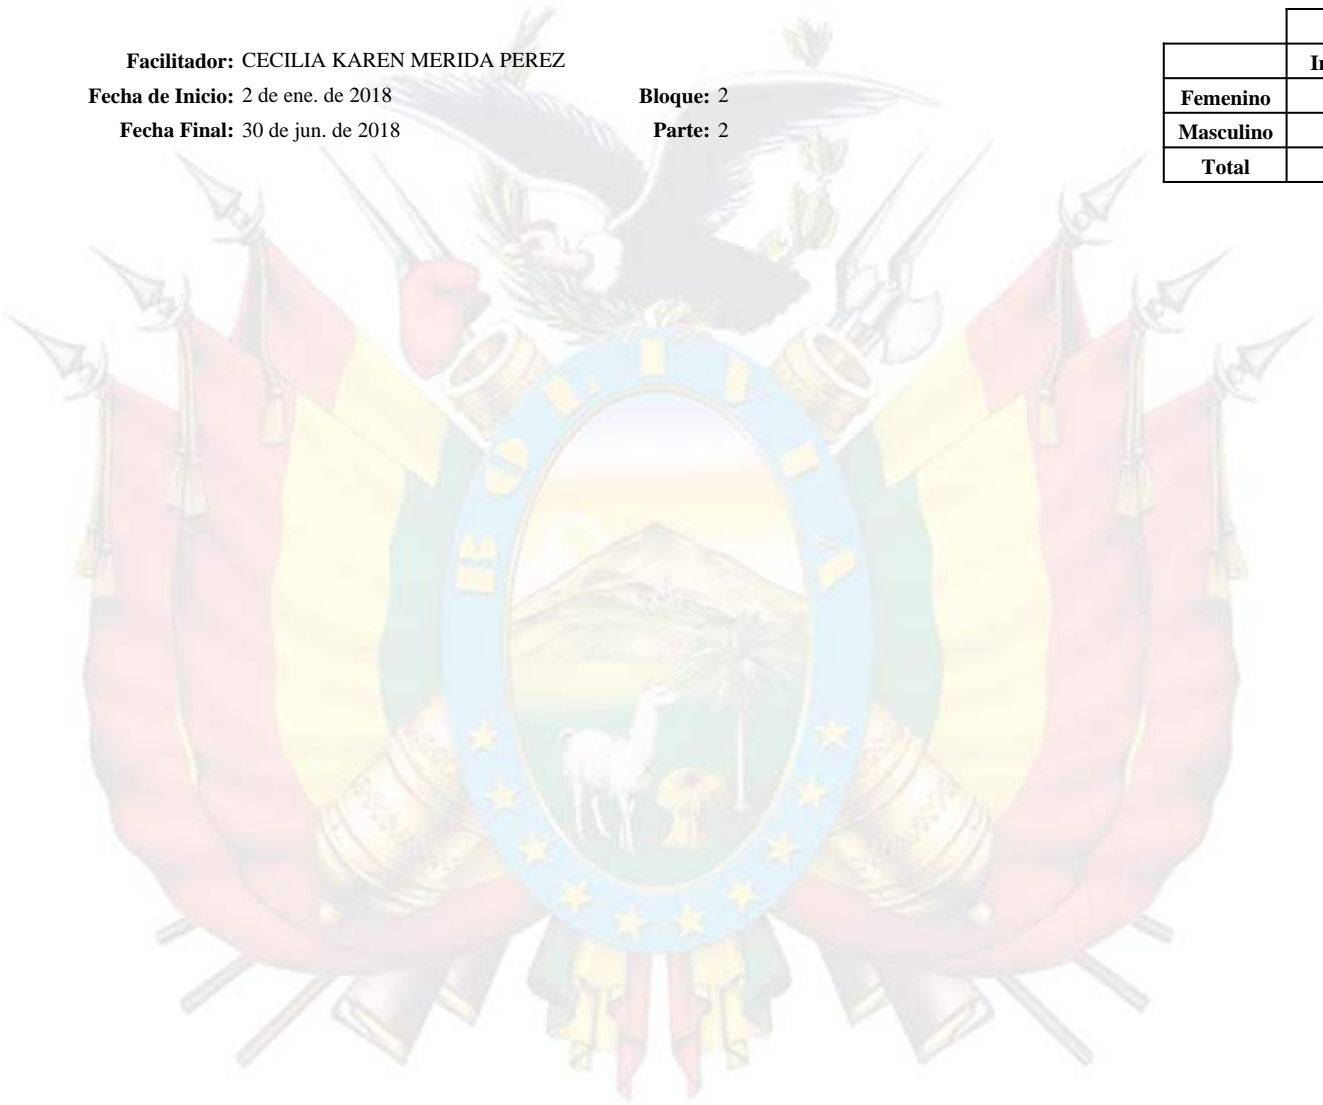 Facilitador: CECILIA KAREN MERIDA PEREZ
Fecha de Inicio: 2 de ene. de 2018 Bloque: 2
Fecha Final: 30 de jun. de 2018 Parte: 2
Femenino
Masculino
Total
BOLIVIA